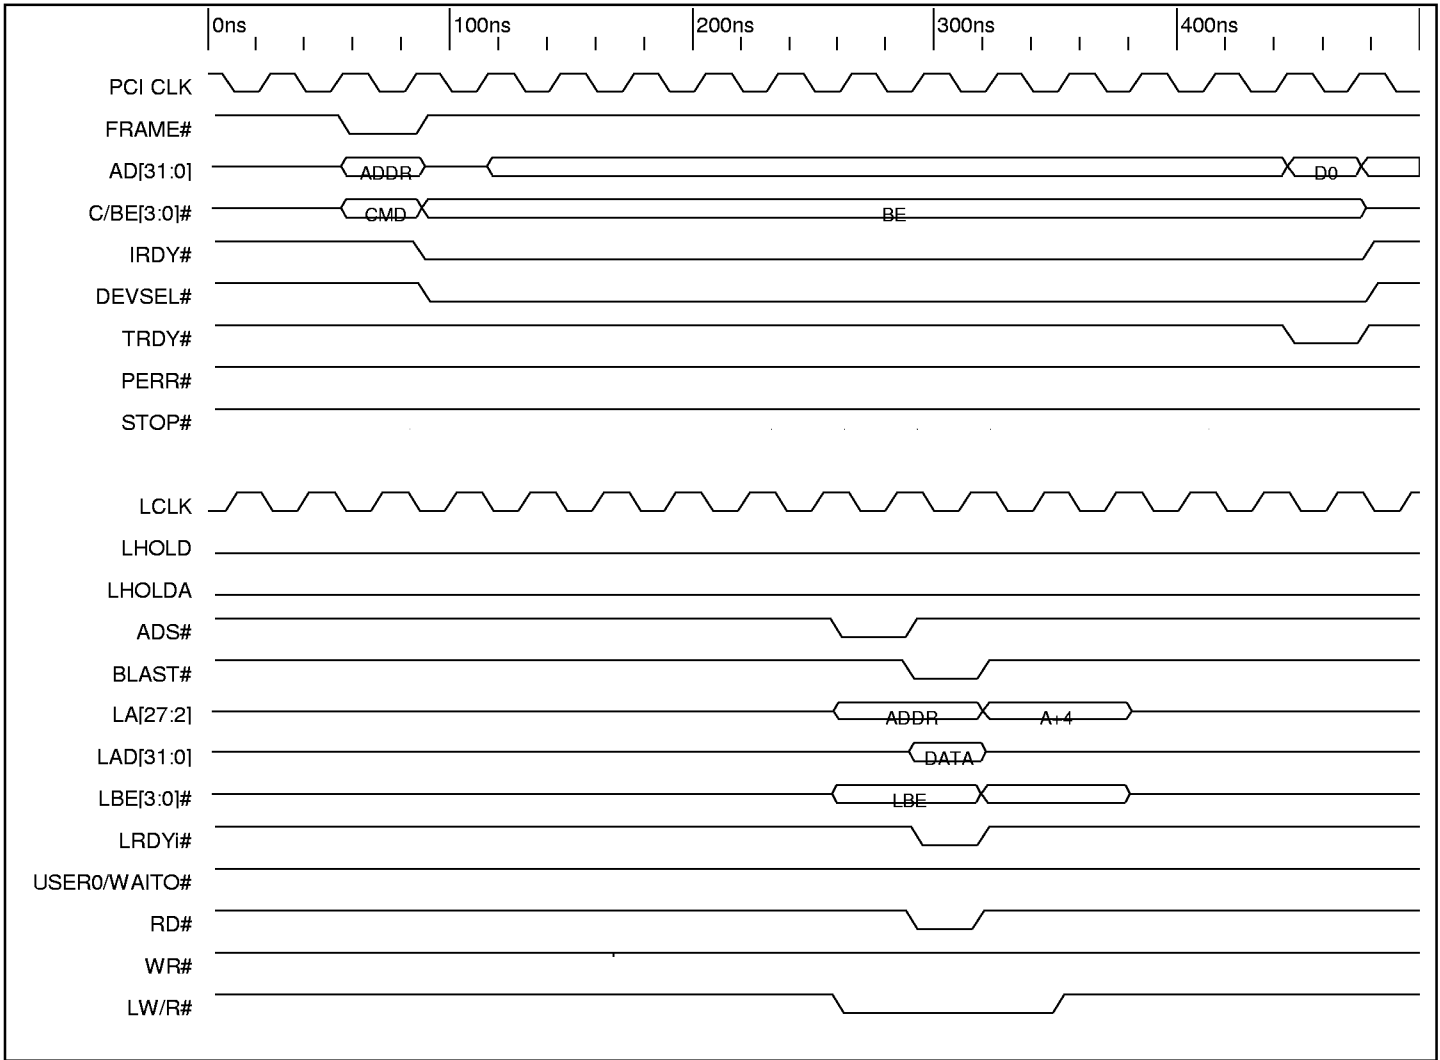 0ns 100ns 200ns 300ns 400ns
PCI CLK
FRAME#
AD[31:0] ADDR D0
C/BE[3:0]# CMD BE
IRDY#
DEVSEL#
TRDY#
PERR#
STOP#
LCLK
LHOLD
LHOLDA
ADS#
BLAST#
LA[27:2] ADDR A+4
LAD[31:0] DATA
LBE[3:0]# LBE
LRDYi#
USER0/WAITO#
RD#
WR#
LW/R#